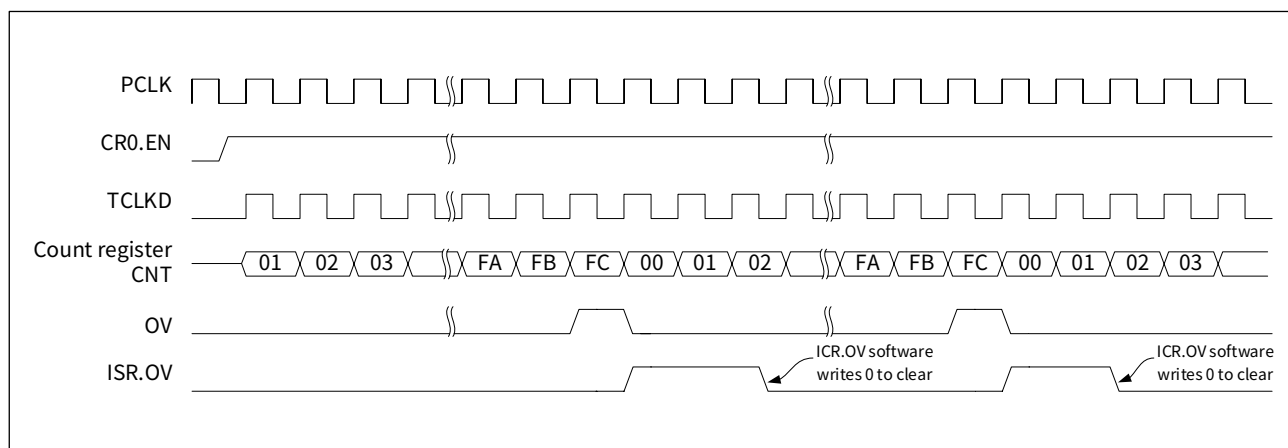 PCLK
CR0.EN
TCLKD
Count register
CNT
01 02 03 FA FB FC 00 01 02 FA FB FC 00 01 02 03
OV
ISR.OV
ICR.OV software
writes 0 to clear
ICR.OV software
writes 0 to clear